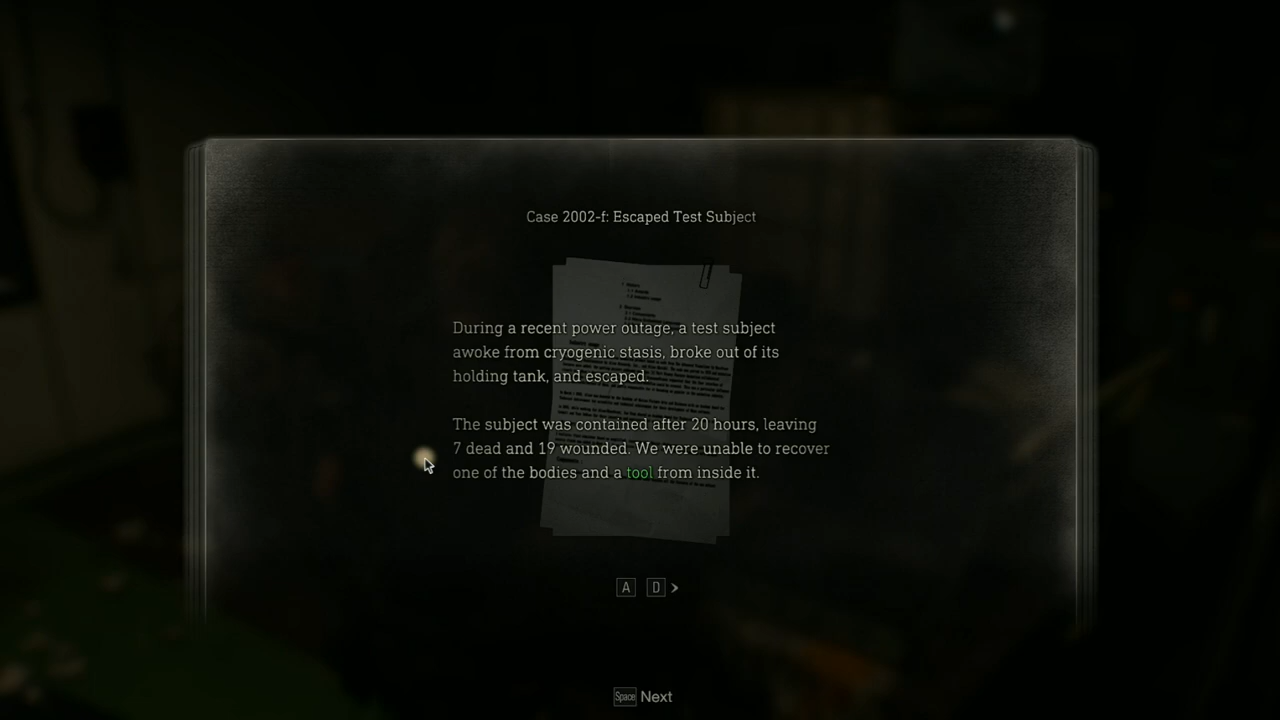 Case 2002-f: Escaped Test Subject
During a recent power outage, a test subject
awoke from cryogenic stasis, broke out of its
holding tank, and escaped.
The subject was contained after 20 hours, leaving
7 dead and 19 wounded. We were unable to recover
one of the bodies and a tool from inside it.
A D >
Space Next